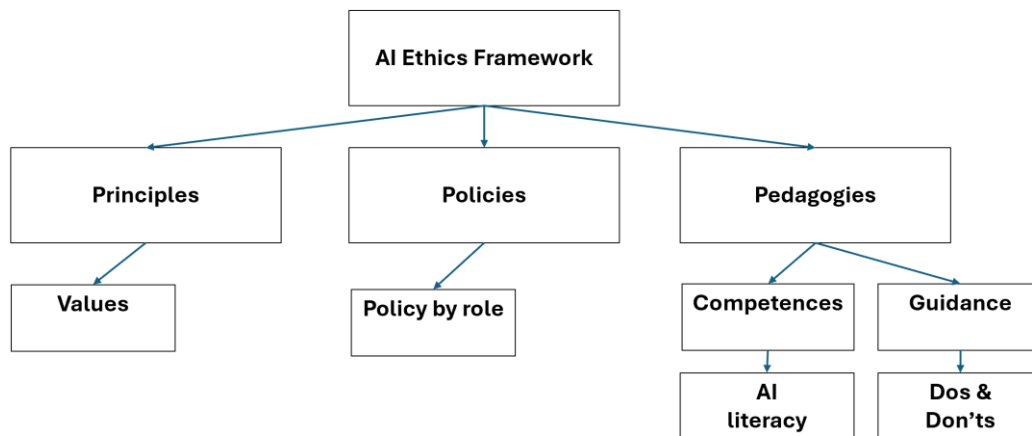 AI Ethics Framework
Principles
Policies
Pedagogies
Values
Policy by role
Competences
Guidance
AI
literacy
Dos &
Don’ts